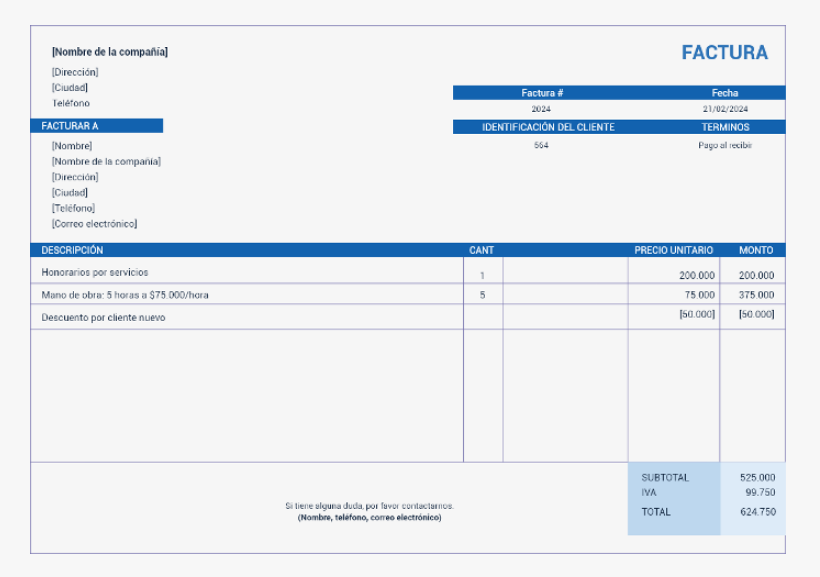 [Nombre de la compañía]
FACTURA
[Dirección]
[Ciudad]
Teléfono
Factura # Fecha
2024 21/02/2024
FACTURAR A
IDENTIFICACIÓN DEL CLIENTE TERMINOS
564 Pago al recibir
[Nombre]
[Nombre de la compañía]
[Dirección]
[Ciudad]
[Teléfono]
[Correo electrónico]
DESCRIPCIÓN CANT PRECIO UNITARIO MONTO
Honorarios por servicios 1 200.000 200.000
Mano de obra: 5 horas a $75.000/hora 5 75.000 375.000
Descuento por cliente nuevo [50.000] [50.000]
SUBTOTAL 525.000
IVA 99.750
TOTAL 624.750
Si tiene alguna duda, por favor contactarnos.
(Nombre, teléfono, correo electrónico)